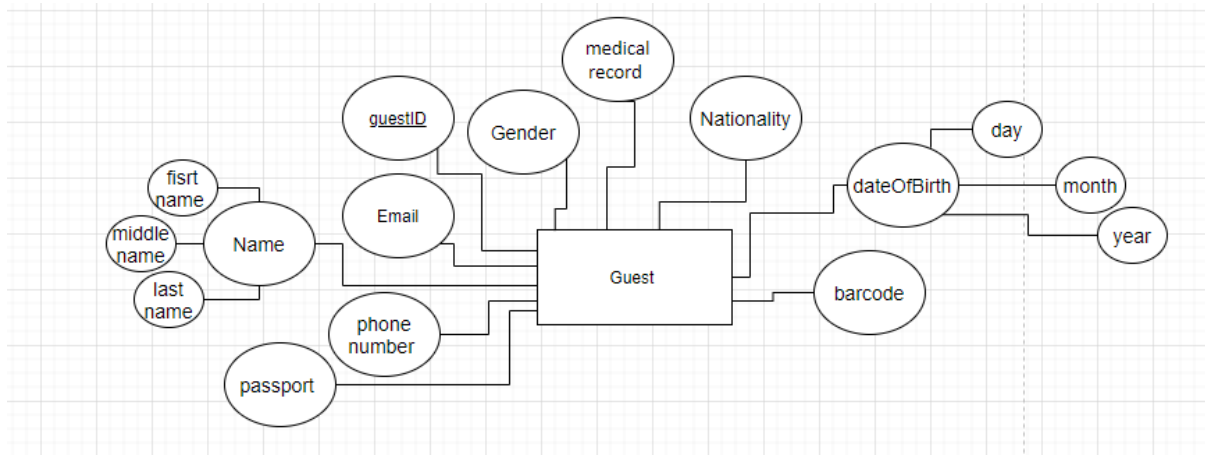 medical
record
guestID
Gender
Nationality
day
fisrt
name
dateOfBirth
month
Email
middle
name
Name
year
Guest
last
name
barcode
phone
number
passport